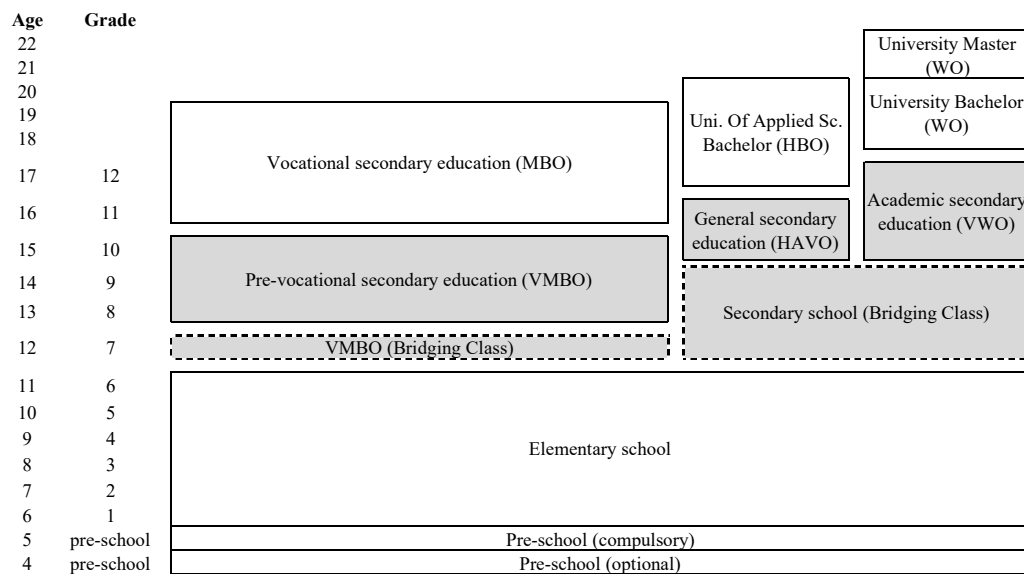 Age Grade
22
21
20
19
18
17 12
16 11
15 10
14 9
13 8
12 7
11 6
10 5
9 4
8 3
7 2
6 1
5 pre-school
4 pre-school
University Master
(WO)
University Bachelor
(WO)
Uni. Of Applied Sc.
Bachelor (HBO)
Vocational secondary education (MBO)
Academic secondary
education (VWO)
General secondary
education (HAVO)
Pre-vocational secondary education (VMBO)
Secondary school (Bridging Class)
VMBO (Bridging Class)
Elementary school
Pre-school (compulsory)
Pre-school (optional)